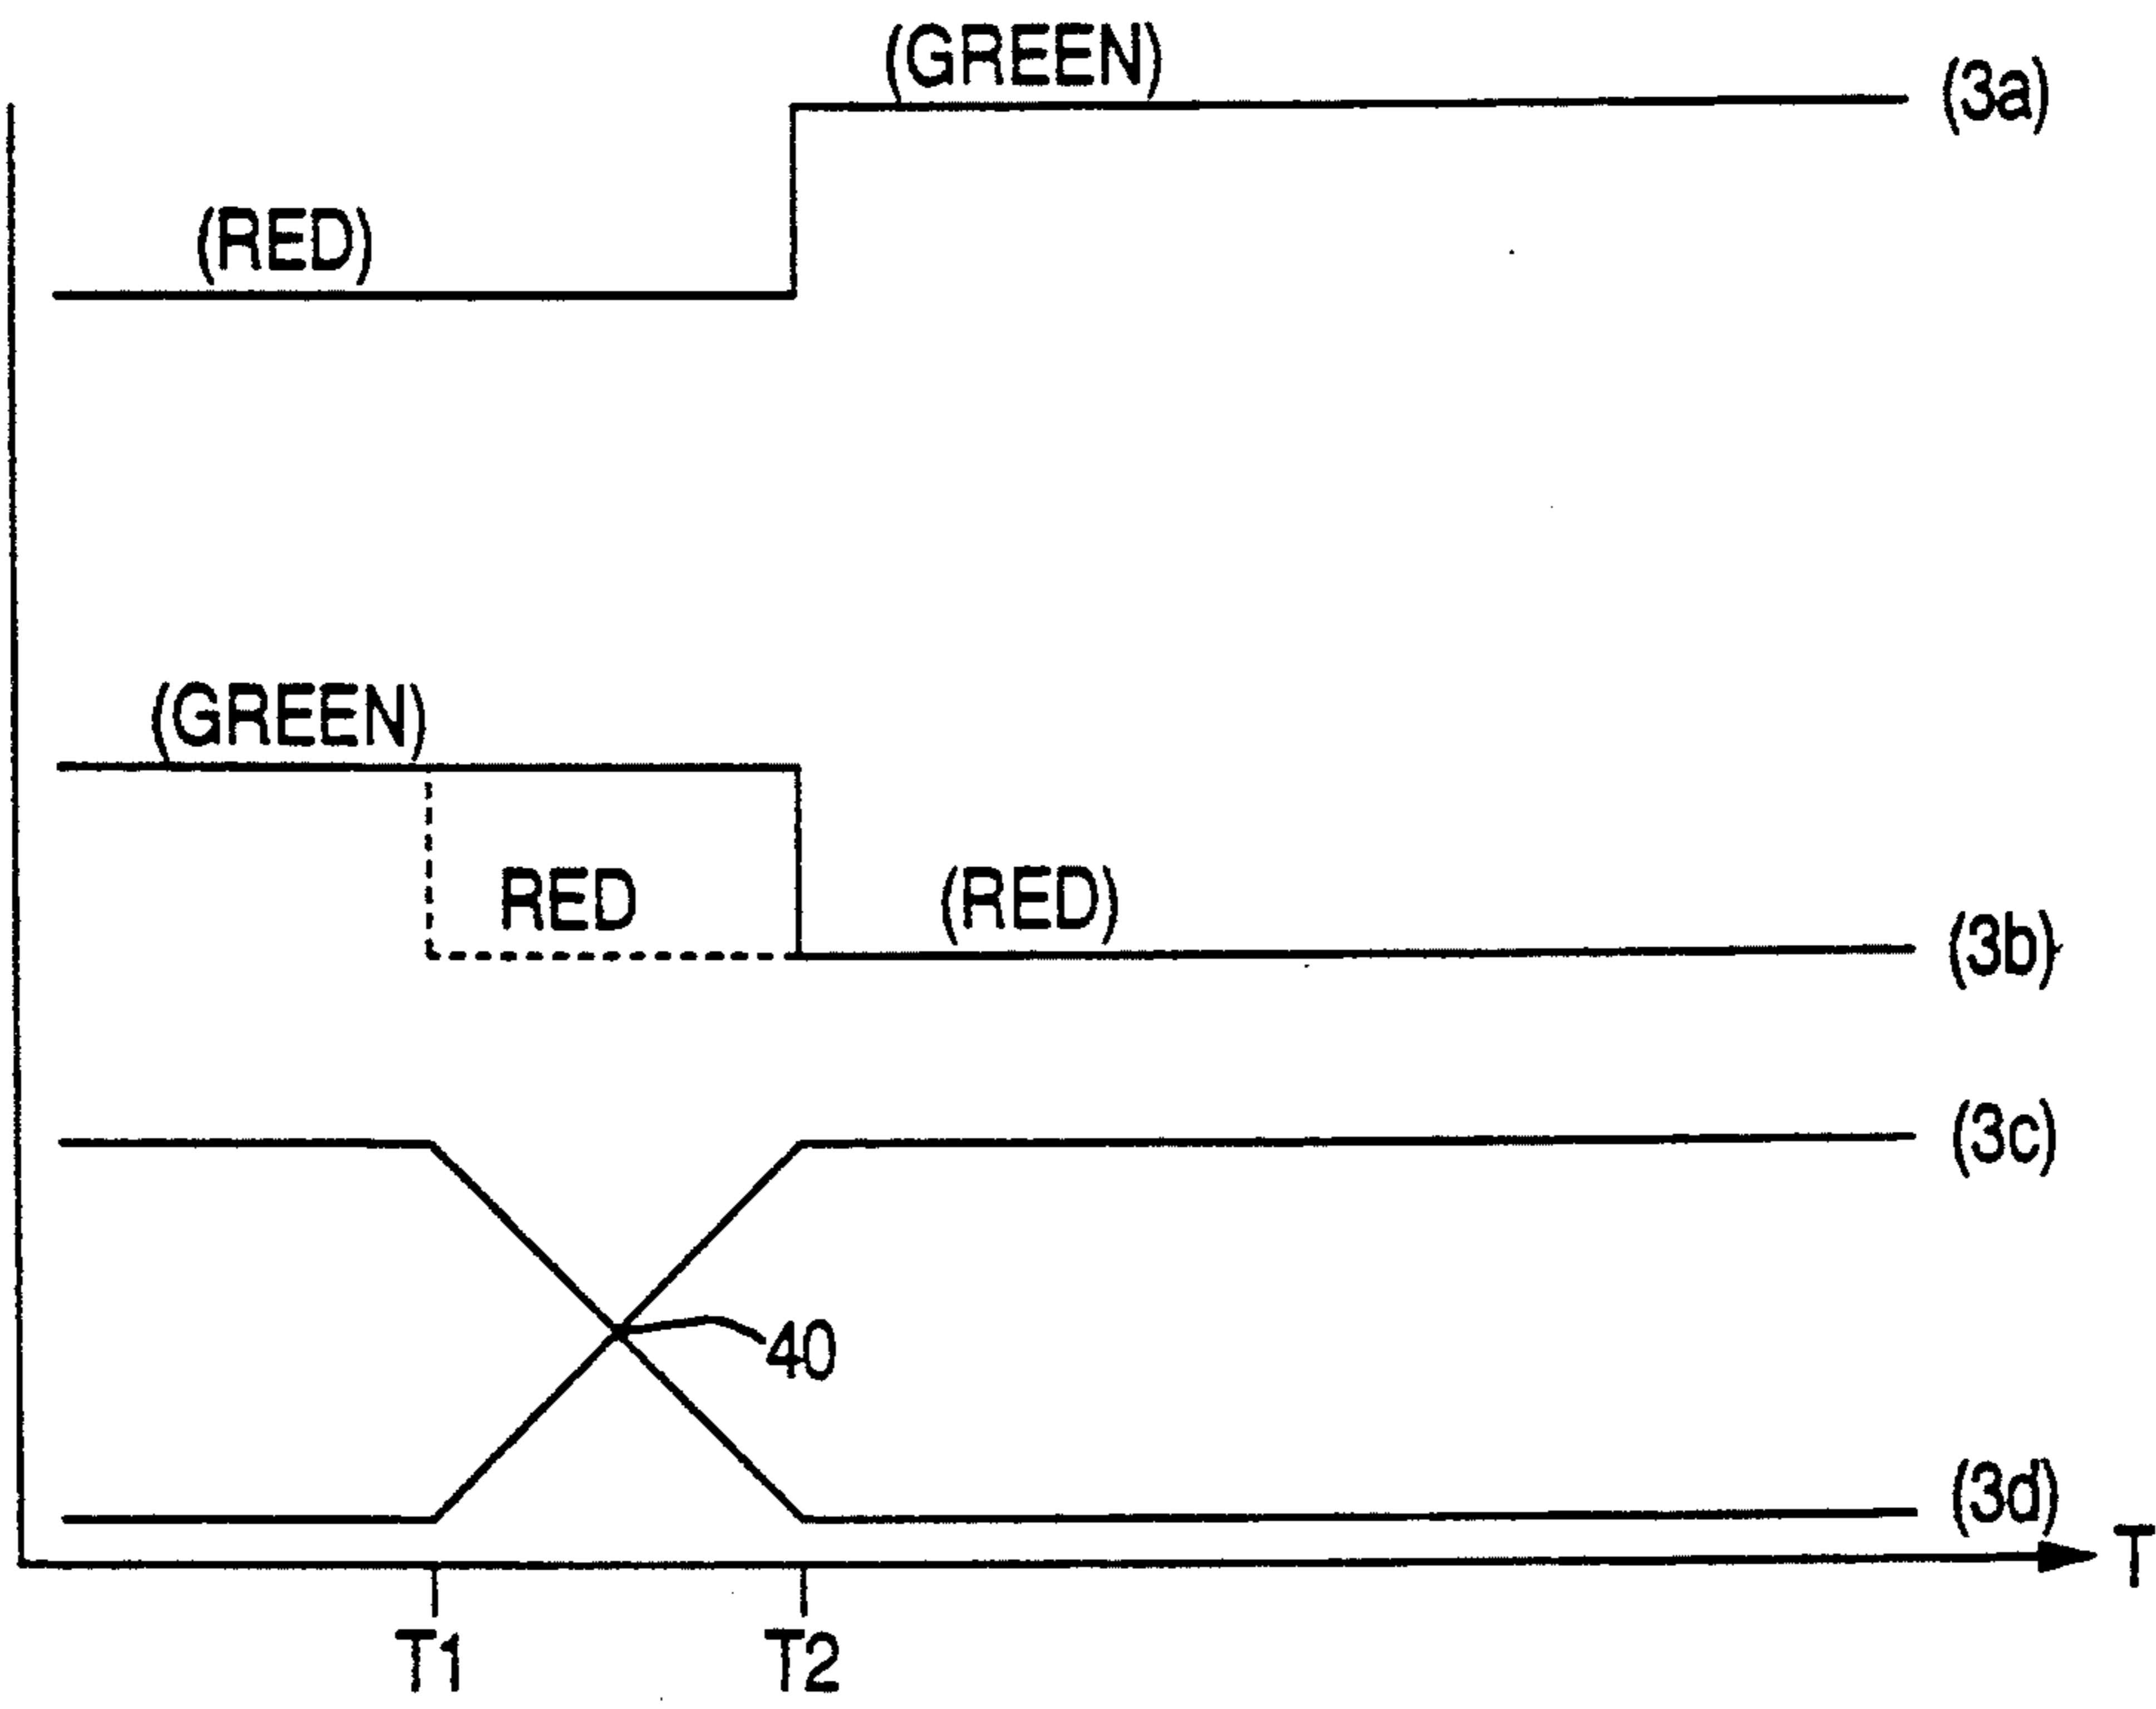 (GREEN)
(3a)
(RED)
(GREEN)
RED
(RED)
(3b)
(3c)
40
(3d)
T
T1
T2